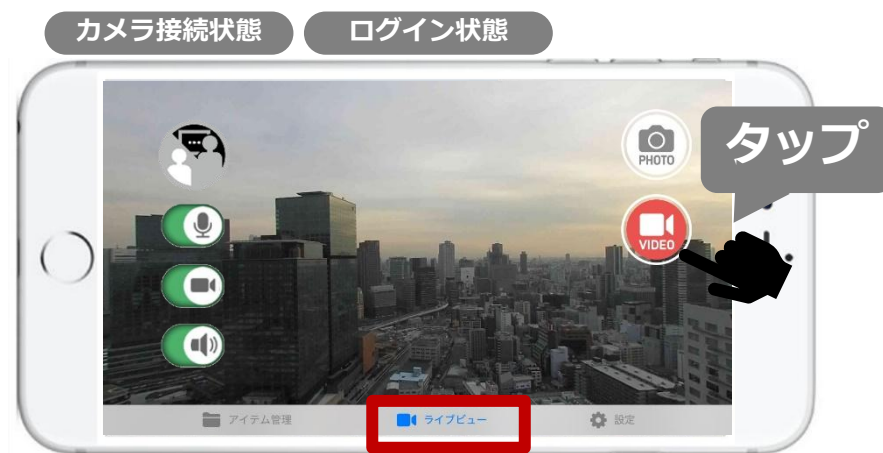 カメラ接続状態
ログイン状態
PHOTO
タップ
VIDEO
アイテム管理
ライブビュー
設定